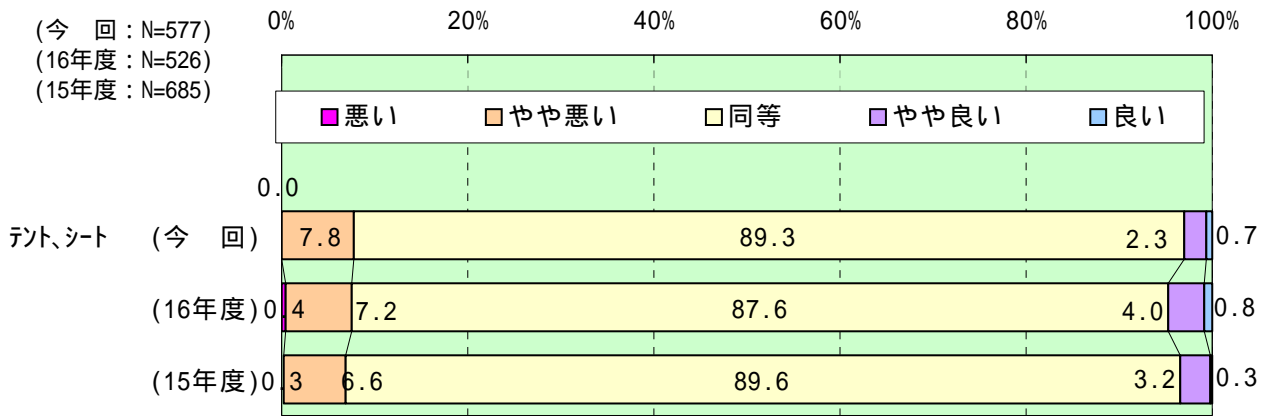 (今　回：N=577)
(16年度：N=526)
(15年度：N=685)
0% 20% 40% 60% 80% 100%
悪い やや悪い 同等 やや良い 良い
0.0
ﾃﾝﾄ､ｼｰﾄ (今　回) 7.8 89.3 2.3 0.7
(16年度) 0.4 7.2 87.6 4.0 0.8
(15年度) 0.3 6.6 89.6 3.2 0.3